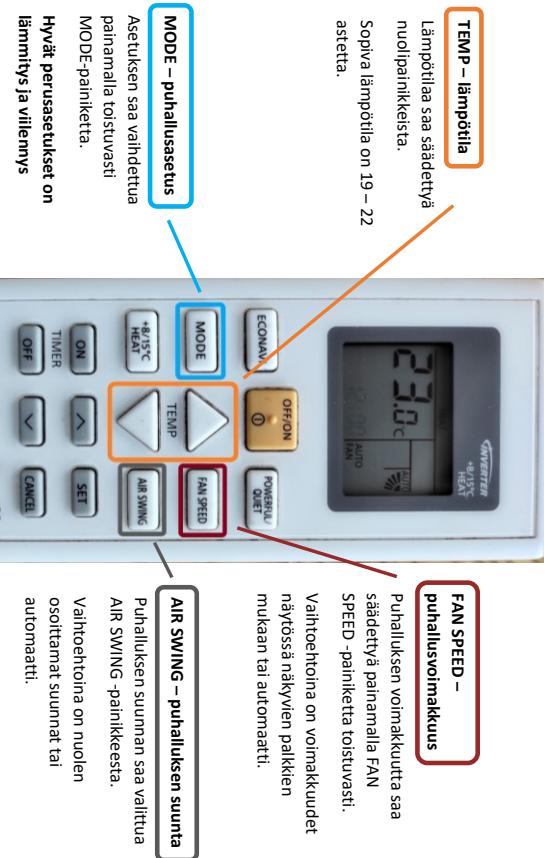 TEMP – lämpötila
Lämpötilaa saa säädettyä
nuolipainikkeista.
Sopiva lämpötila on 19 – 22
astetta.
MODE – puhallusasetus
Asetuksen saa vaihdettua
painamalla toistuvasti
MODE-painiketta.
Hyvät perusasetukset on
lämmitys ja viilennys
INVERTER
+8/15°C
HEAT
23.0°C
AUTO
AUTO
FAN
ECONAVI
OFF/ON
POWERFUL/
QUIET
MODE
TEMP
FAN SPEED
+8/15°C
HEAT
AIR SWING
ON
SET
TIMER
OFF
CANCEL
FAN SPEED –
puhallusvoimakkuus
Puhalluksen voimakkuutta saa
säädettyä painamalla FAN
SPEED -painiketta toistuvasti.
Vaihtoehtoina on voimakkuudet
näytössä näkyvien palkkien
mukaan tai automaatti.
AIR SWING – puhalluksen suunta
Puhalluksen suunnan saa valittua
AIR SWING -painikkeesta.
Vaihtoehtoina on nuolen
osoittamat suunnat tai
automaatti.